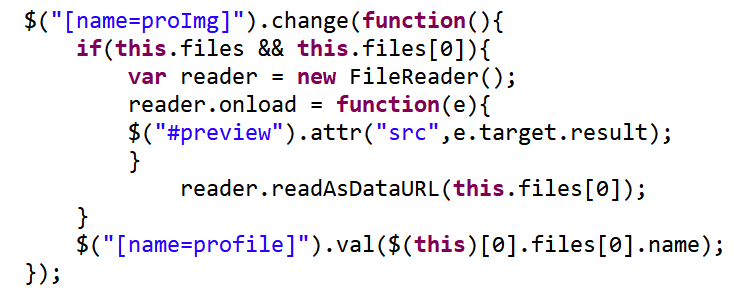 $("[name=proImg]").change(function(){
    if(this.files && this.files[0]){
        var reader = new FileReader();
        reader.onload = function(e){
        $("#preview").attr("src",e.target.result);
        }
            reader.readAsDataURL(this.files[0]);
    }
    $("[name=profile]").val($(this)[0].files[0].name);
});